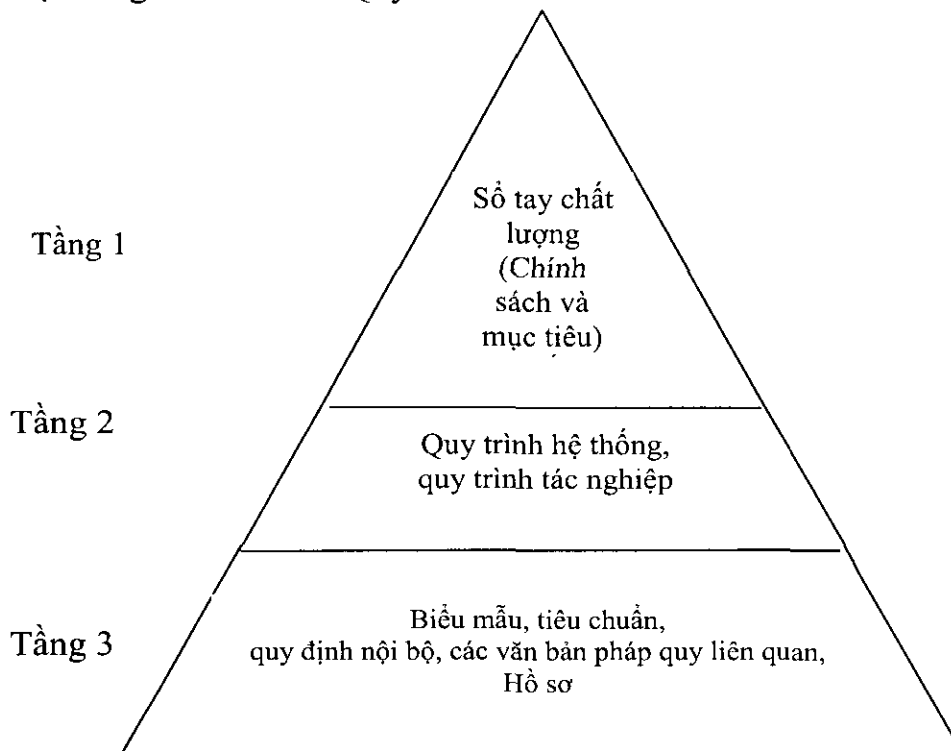 Tầng 1
Sổ tay chất
lượng
(Chính
sách và
mục tiêu)
Tầng 2
Quy trình hệ thống,
quy trình tác nghiệp
Tầng 3
Biểu mẫu, tiêu chuẩn,
quy định nội bộ, các văn bản pháp quy liên quan,
Hồ sơ